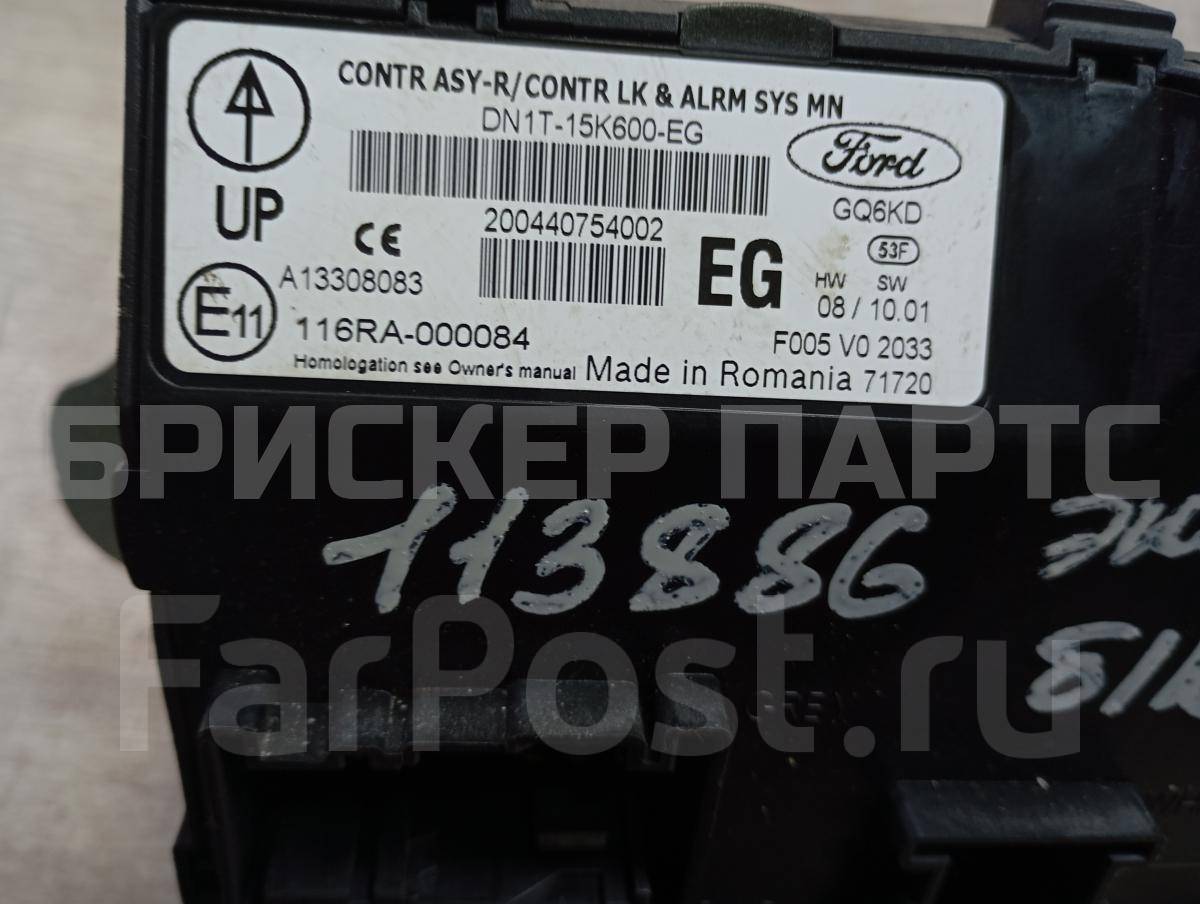 CONTR ASY-R/CONTR LK & ALRM SYS MN
DN1T-15K600-EG
Ford
UP
GQ6KD
200440754002
CE
EG
53F
A13308083
HW SW
08 / 10.01
E11
116RA-000084
F005 V0 2033
Homologation see Owner's manual Made in Romania 71720
БРИСКЕР ПАРТС
113886
FarPost.ru